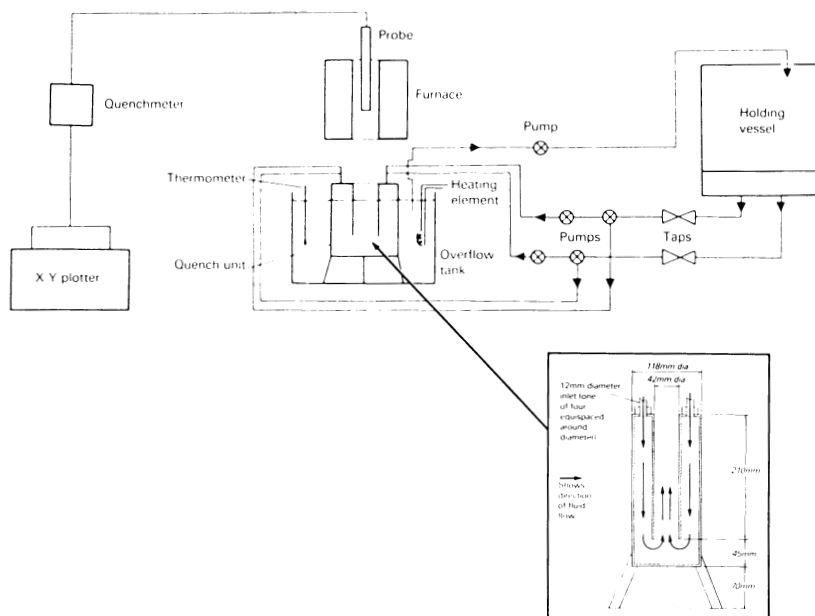 Probe
Quenchmeter
Furnace
Pump
Holding
vessel
Thermometer
Heating
element
Pumps
Taps
Quench unit
Overflow
tank
X Y plotter
118mm dia
42mm dia
12mm diameter
inlet (one
of four
equispaced
around
diameter)
210mm
Shows
direction
of fluid
flow
45mm
70mm